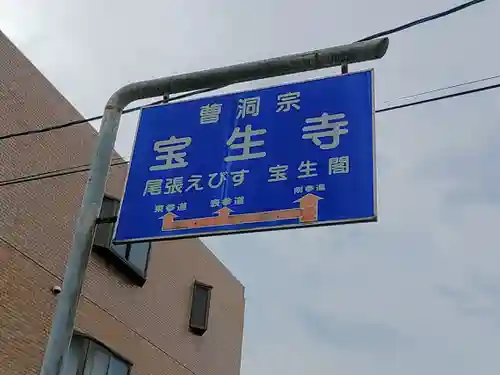 曹洞宗
宝生寺
尾張えびす 宝生閣
東参道 表参道 南参道